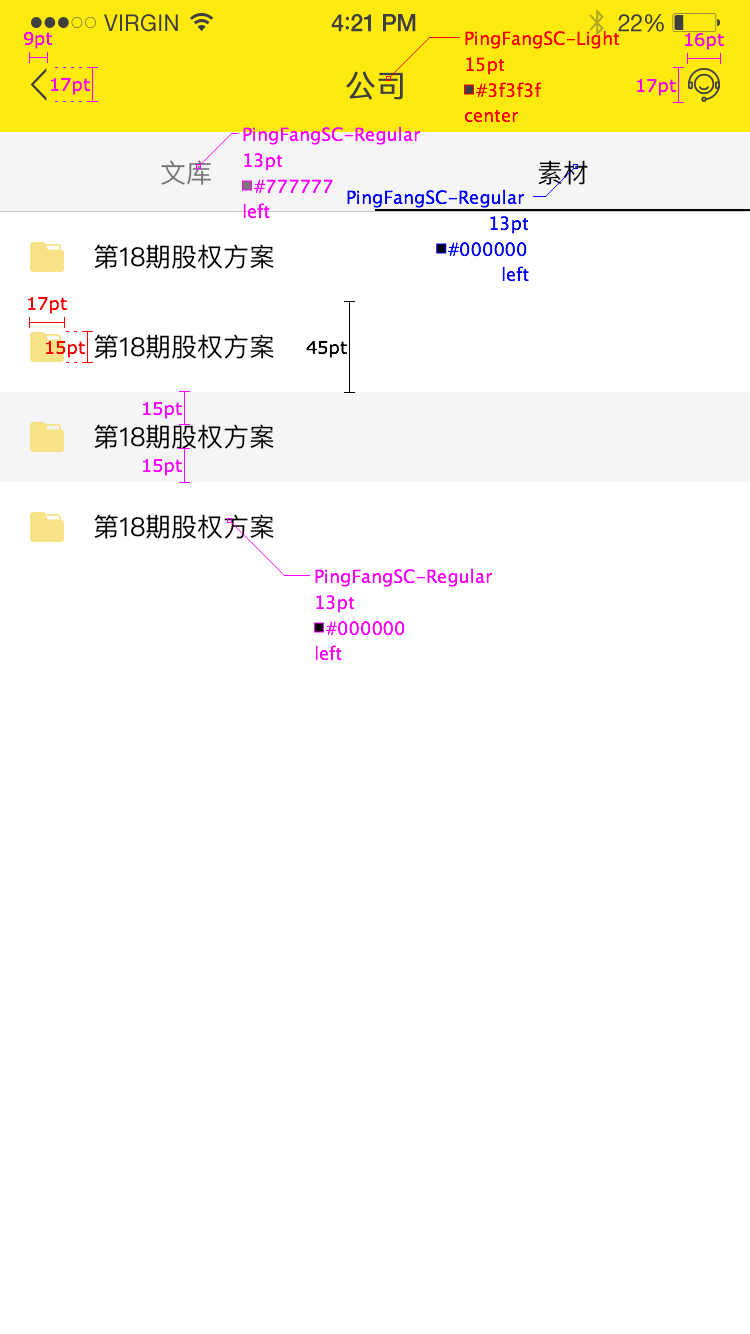 VIRGIN
4:21 PM
22%
9pt
17pt
公司
PingFangSC-Light
15pt
#3f3f3f
center
16pt
17pt
文库
PingFangSC-Regular
13pt
#777777
left
素材
PingFangSC-Regular
13pt
#000000
left
第18期股权方案
17pt
15pt
第18期股权方案
45pt
15pt
第18期股权方案
15pt
第18期股权方案
PingFangSC-Regular
13pt
#000000
left